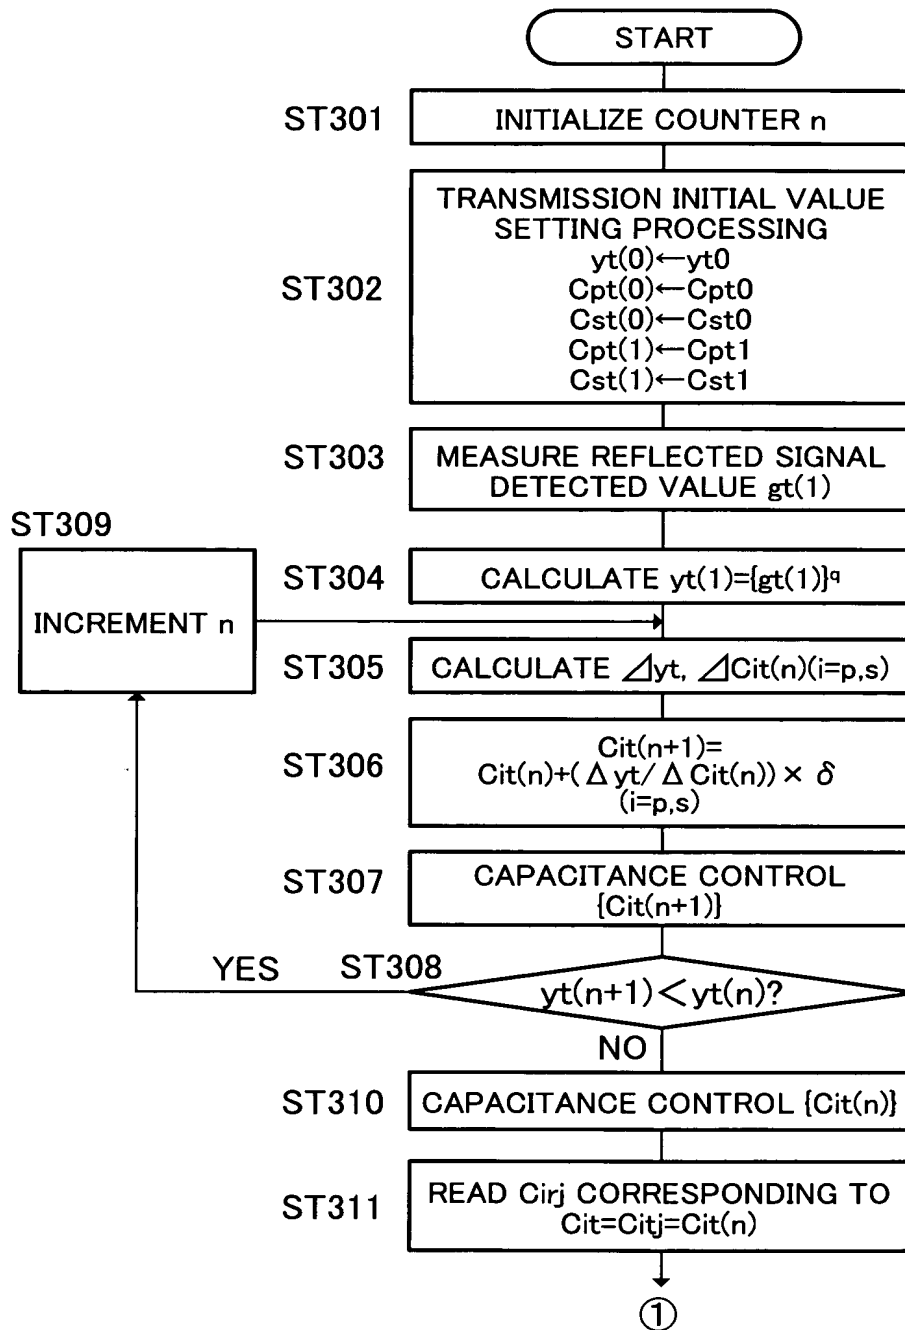 START
ST301
INITIALIZE COUNTER n
ST302
TRANSMISSION INITIAL VALUE
SETTING PROCESSING
yt(0)←yt0
Cpt(0)←Cpt0
Cst(0)←Cst0
Cpt(1)←Cpt1
Cst(1)←Cst1
ST303
MEASURE REFLECTED SIGNAL
DETECTED VALUE gt(1)
ST309
INCREMENT n
ST304
CALCULATE yt(1)={gt(1)}^q
ST305
CALCULATE ⊿yt, ⊿Cit(n)(i=p,s)
ST306
Cit(n+1)=
Cit(n)+(Δyt/ΔCit(n))×δ
(i=p,s)
ST307
CAPACITANCE CONTROL
{Cit(n+1)}
YES
ST308
yt(n+1)<yt(n)?
NO
ST310
CAPACITANCE CONTROL {Cit(n)}
ST311
READ Cirj CORRESPONDING TO
Cit=Citj=Cit(n)
①